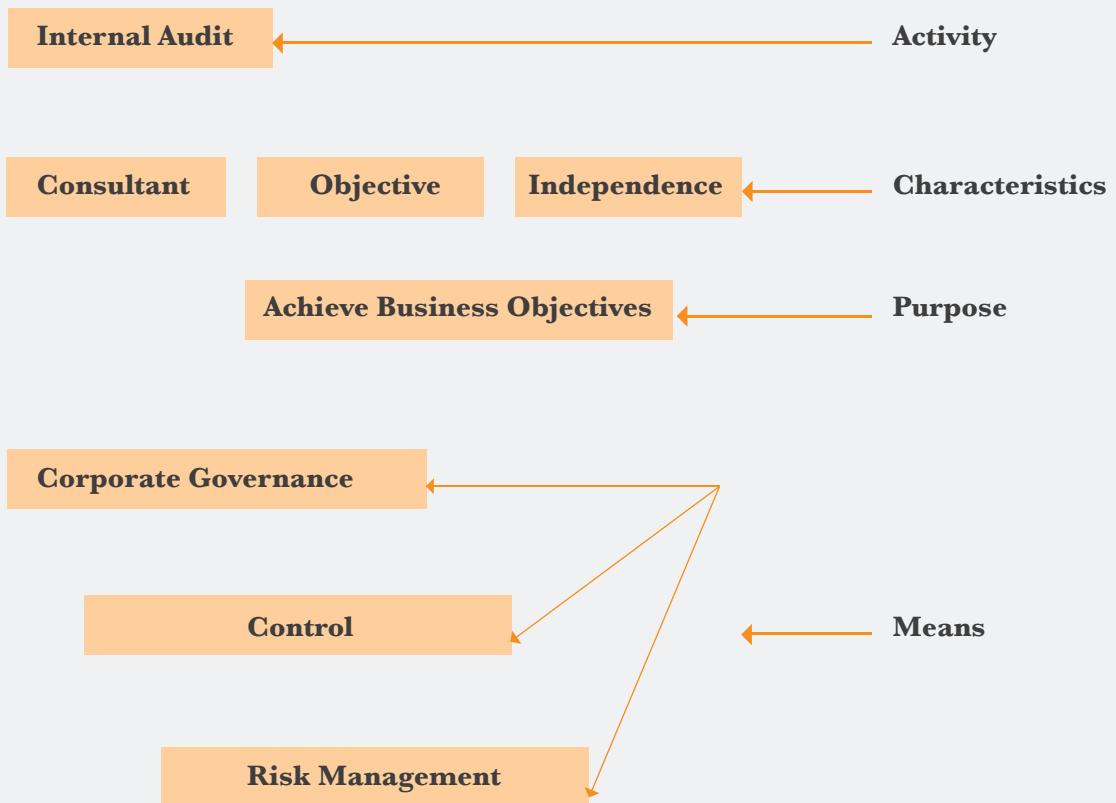 Internal Audit Activity
Consultant Objective Independence Characteristics
Achieve Business Objectives Purpose
Corporate Governance
Control Means
Risk Management